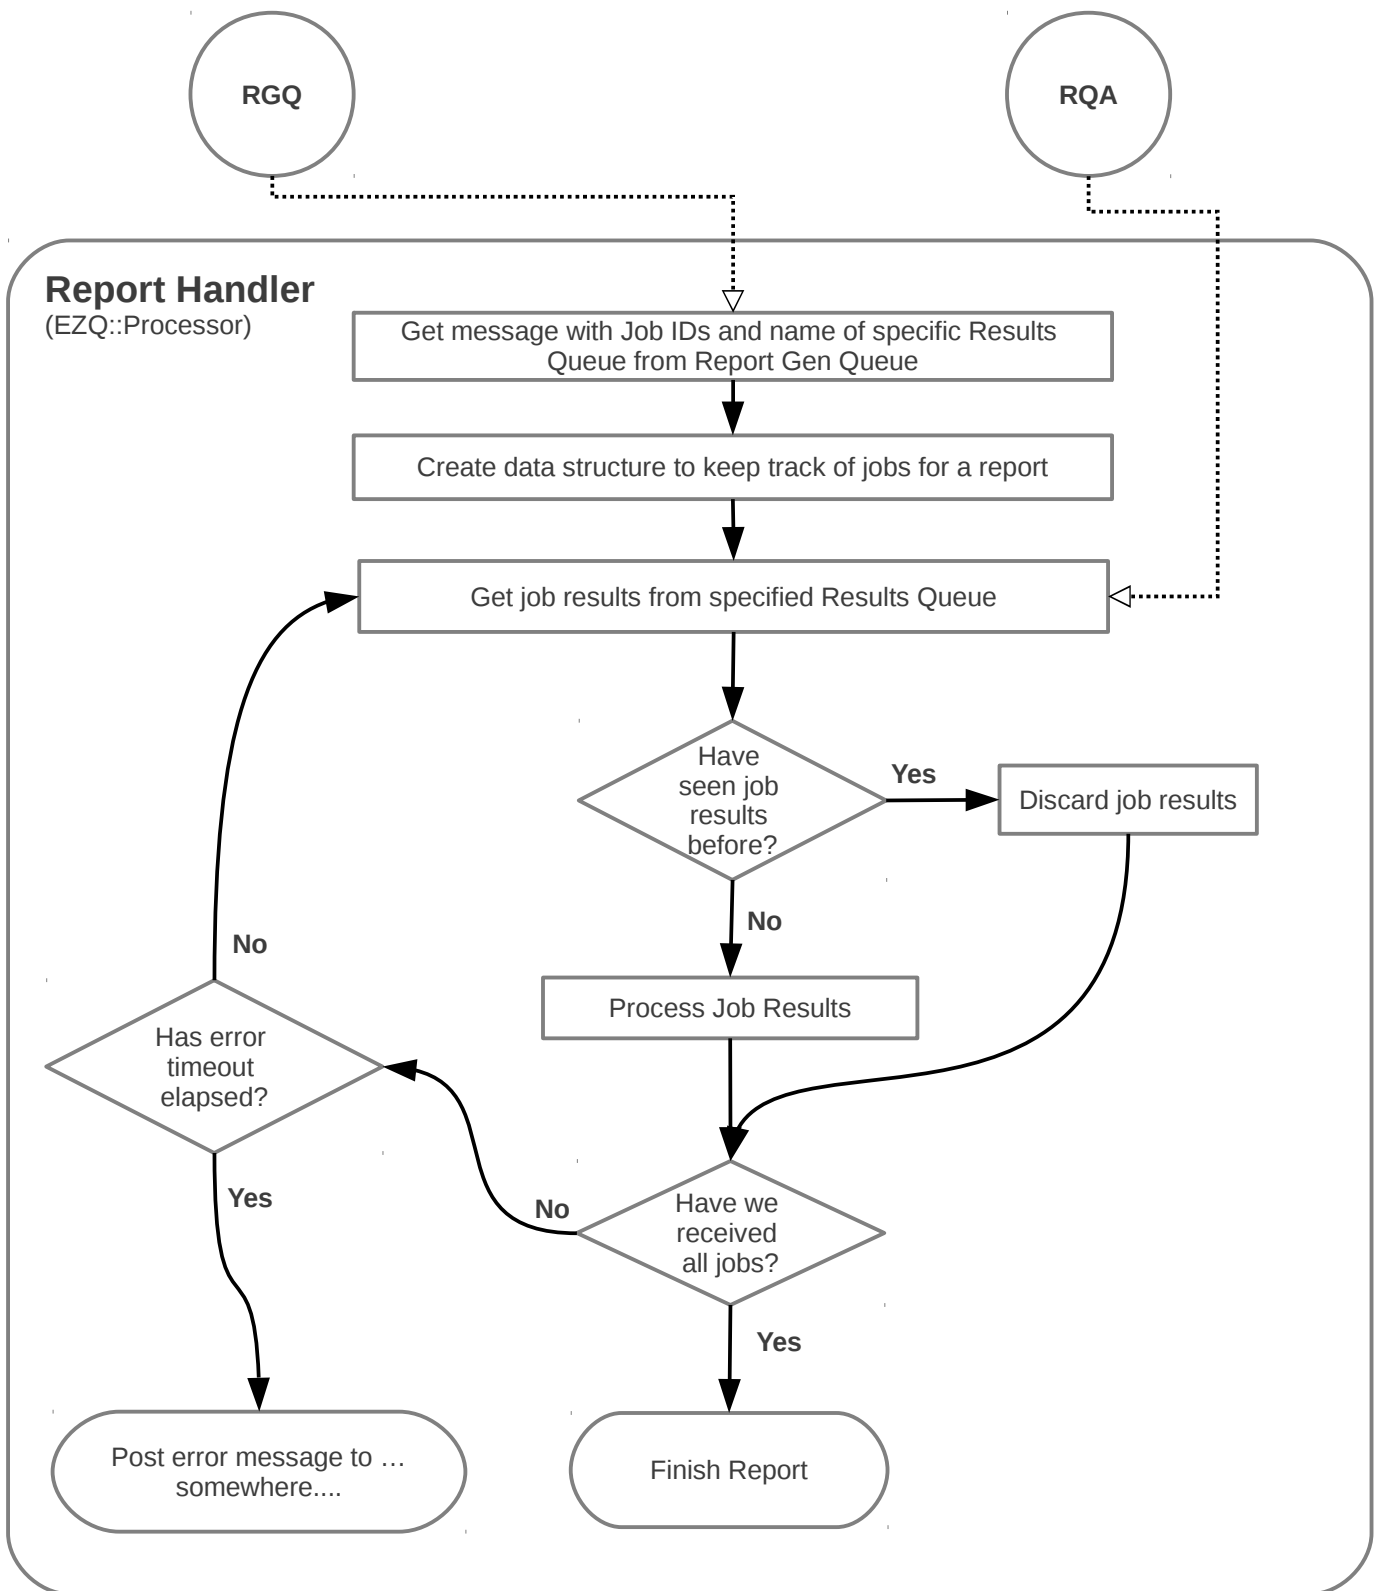 RGQ
RQA
Report Handler
(EZQ::Processor)
Get message with Job IDs and name of specific Results
Queue from Report Gen Queue
Create data structure to keep track of jobs for a report
Get job results from specified Results Queue
Have
seen job
results
before?
Yes
Discard job results
No
No
Process Job Results
Has error
timeout
elapsed?
Yes
No
Have we
received
all jobs?
Yes
Post error message to …
somewhere....
Finish Report